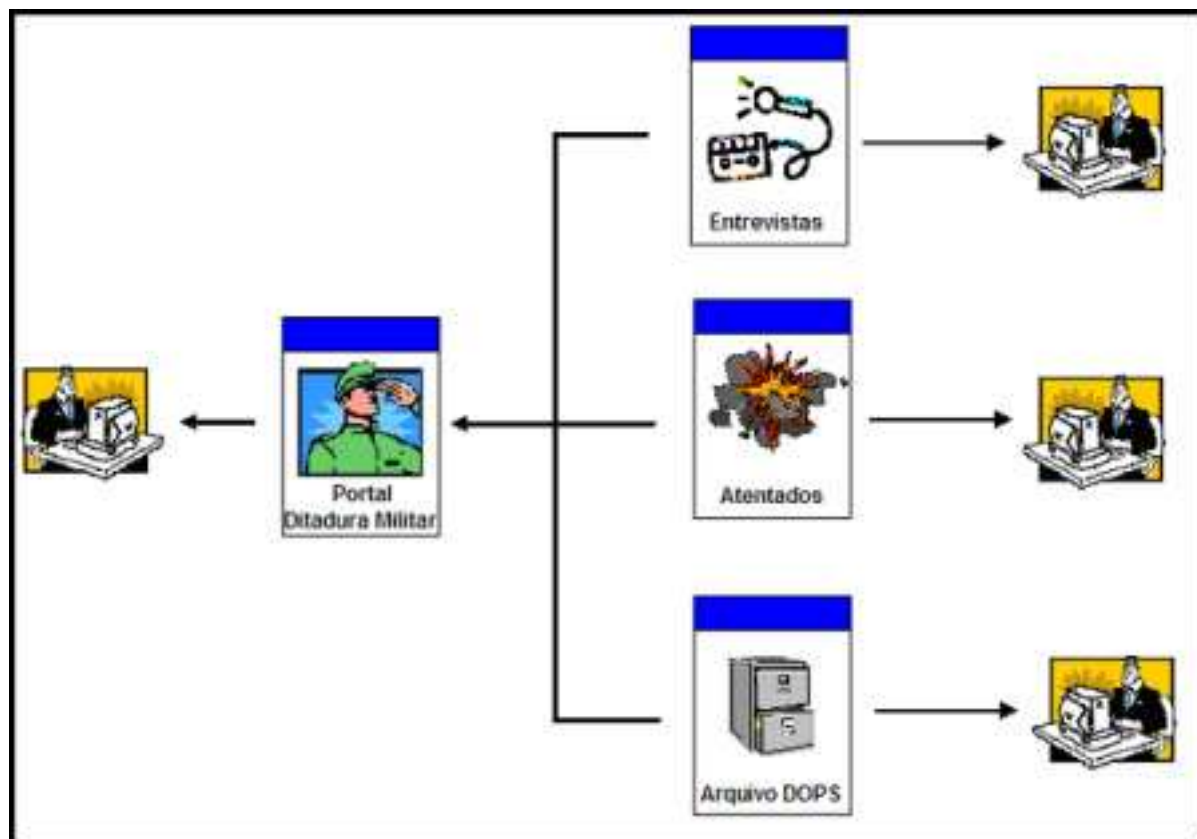 Entrevistas
Portal
Ditadura Militar
Atentados
Arquivo DOPS